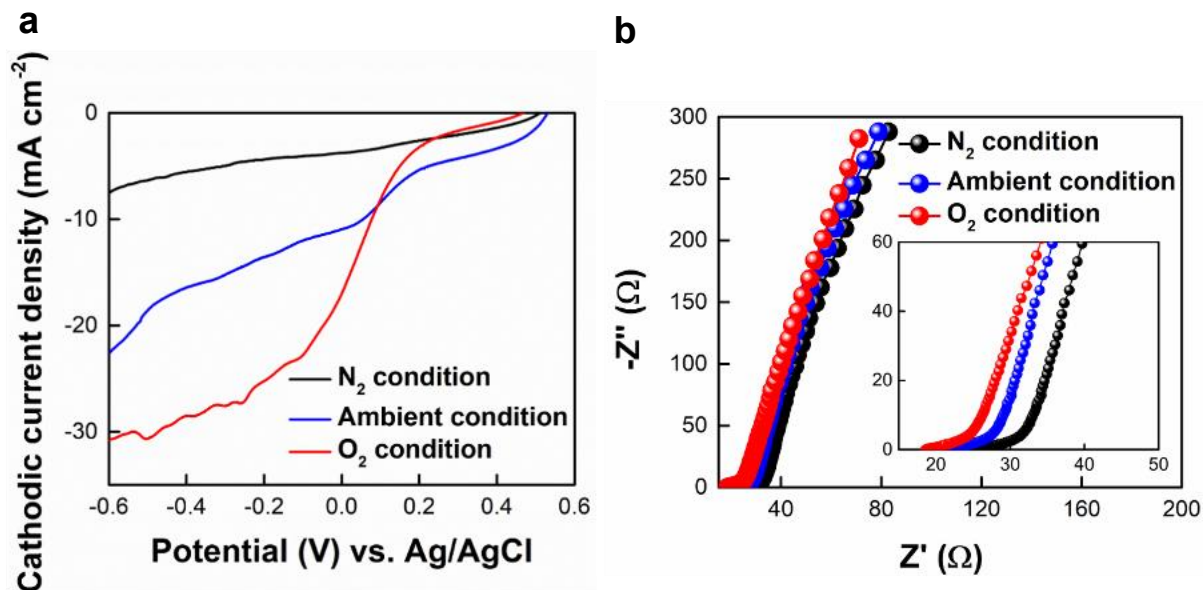 a
Cathodic current density (mA cm⁻²)
0
-10
-20
-30
-0.6 -0.4 -0.2 0.0 0.2 0.4 0.6
N₂ condition
Ambient condition
O₂ condition
Potential (V) vs. Ag/AgCl
b
-Z'' (Ω)
300
250
200
150
100
50
0
40 80 120 160 200
N₂ condition
Ambient condition
O₂ condition
60
40
20
0
20 30 40 50
Z' (Ω)